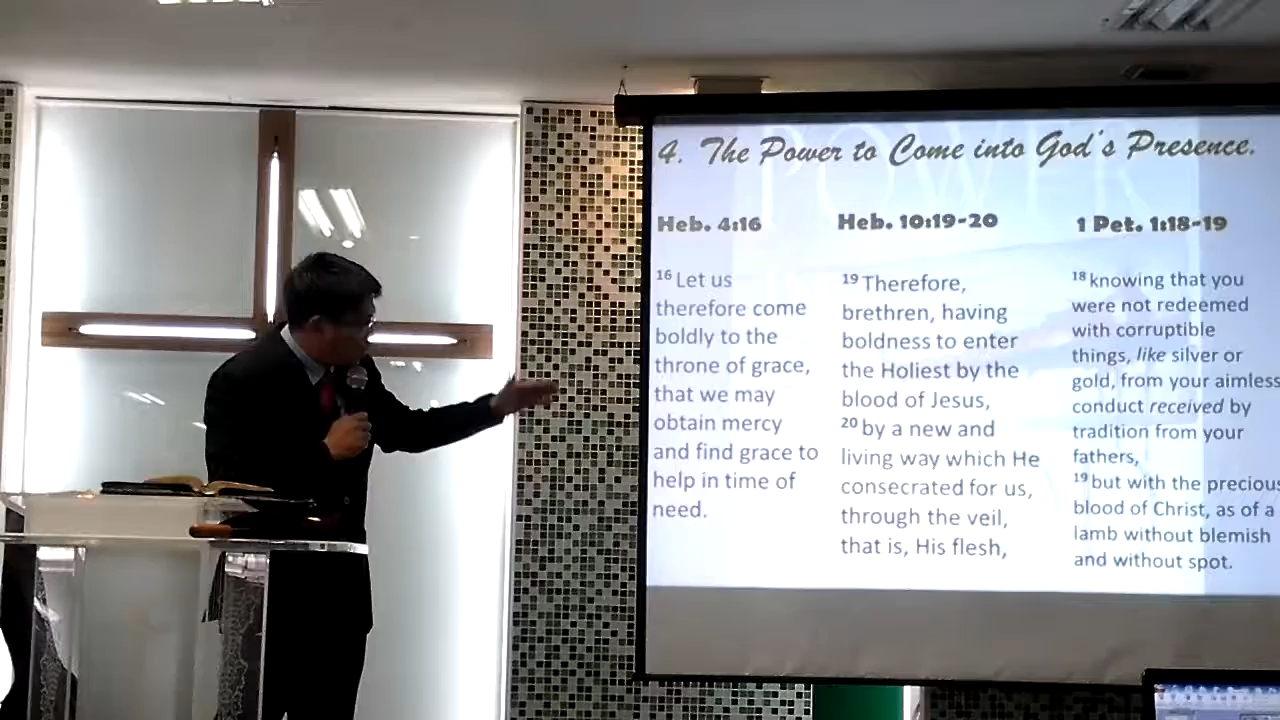 4. The Power to Come into God's Presence.
Heb. 4:16
16 Let us
therefore come
boldly to the
throne of grace,
that we may
obtain mercy
and find grace to
help in time of
need.
Heb. 10:19-20
19 Therefore,
brethren, having
boldness to enter
the Holiest by the
blood of Jesus,
20 by a new and
living way which He
consecrated for us,
through the veil,
that is, His flesh,
1 Pet. 1:18-19
18 knowing that you
were not redeemed
with corruptible
things, like silver or
gold, from your aimless
conduct received by
tradition from your
fathers,
19 but with the precious
blood of Christ, as of a
lamb without blemish
and without spot.
POWER